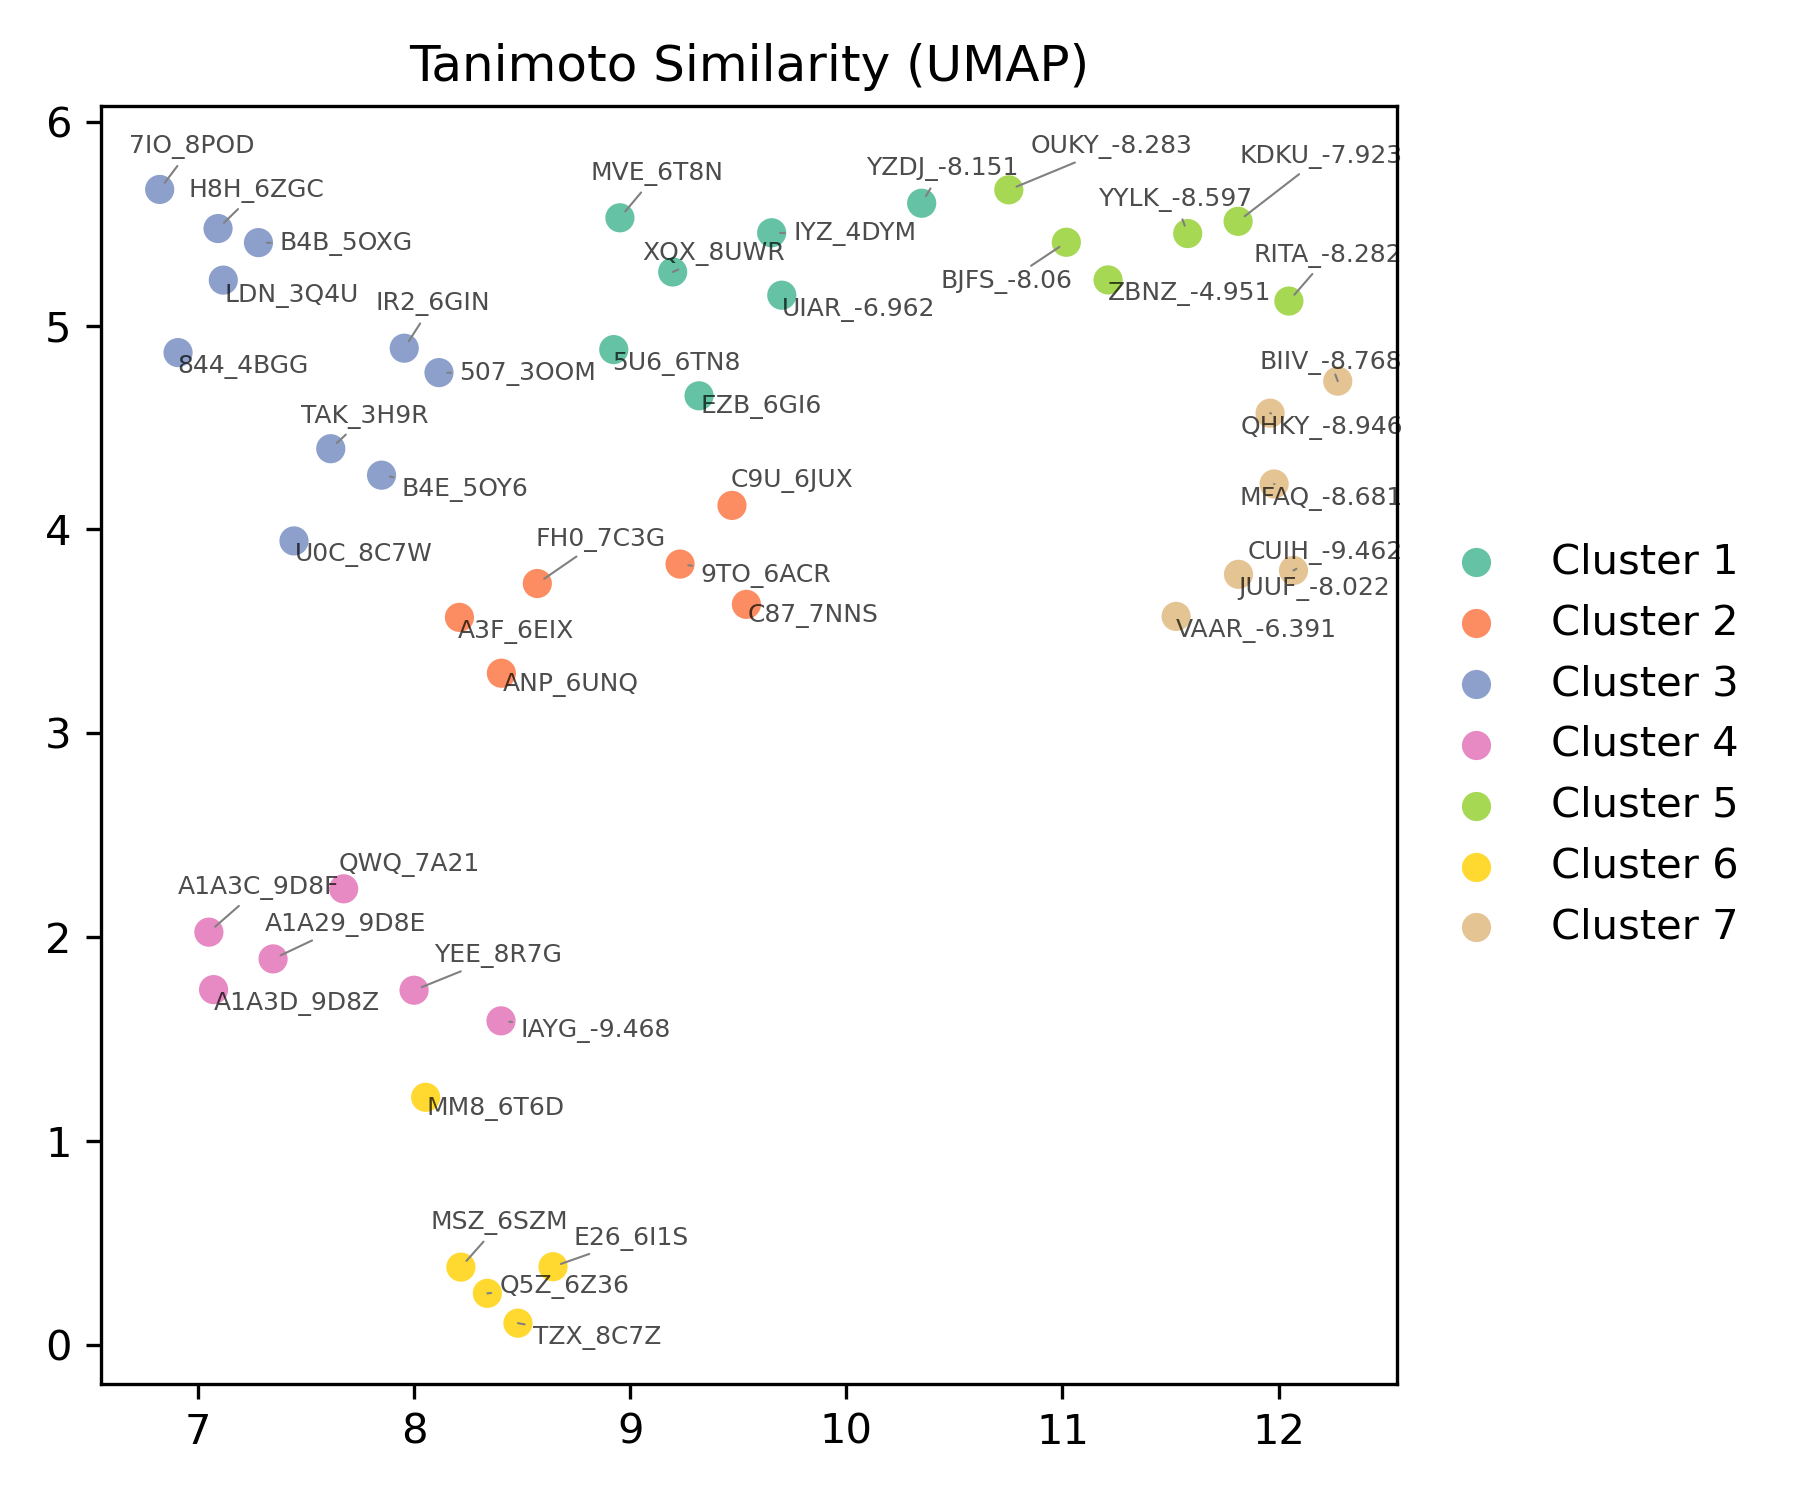 Tanimoto Similarity (UMAP)
6
5
4
3
2
1
0
7IO_8POD
H8H_6ZGC
B4B_5OXG
LDN_3Q4U
IR2_6GIN
844_4BGG
507_3OOM
TAK_3H9R
B4E_5OY6
U0C_8C7W
MVE_6T8N
XQX_8UWR
IYZ_4DYM
YZDJ_-8.151
UIAR_-6.962
5U6_6TN8
EZB_6GI6
OUKY_-8.283
KDKU_-7.923
YYLK_-8.597
BJFS_-8.06
ZBNZ_-4.951
RITA_-8.282
BIIV_-8.768
QHKY_-8.946
MFAQ_-8.681
CUIH_-9.462
JUUF_-8.022
VAAR_-6.391
C9U_6JUX
FH0_7C3G
9TO_6ACR
C87_7NNS
A3F_6EIX
ANP_6UNQ
QWQ_7A21
A1A3C_9D8F
A1A29_9D8E
YEE_8R7G
A1A3D_9D8Z
IAYG_-9.468
MM8_6T6D
MSZ_6SZM
E26_6I1S
Q5Z_6Z36
TZX_8C7Z
7 8 9 10 11 12
Cluster 1
Cluster 2
Cluster 3
Cluster 4
Cluster 5
Cluster 6
Cluster 7